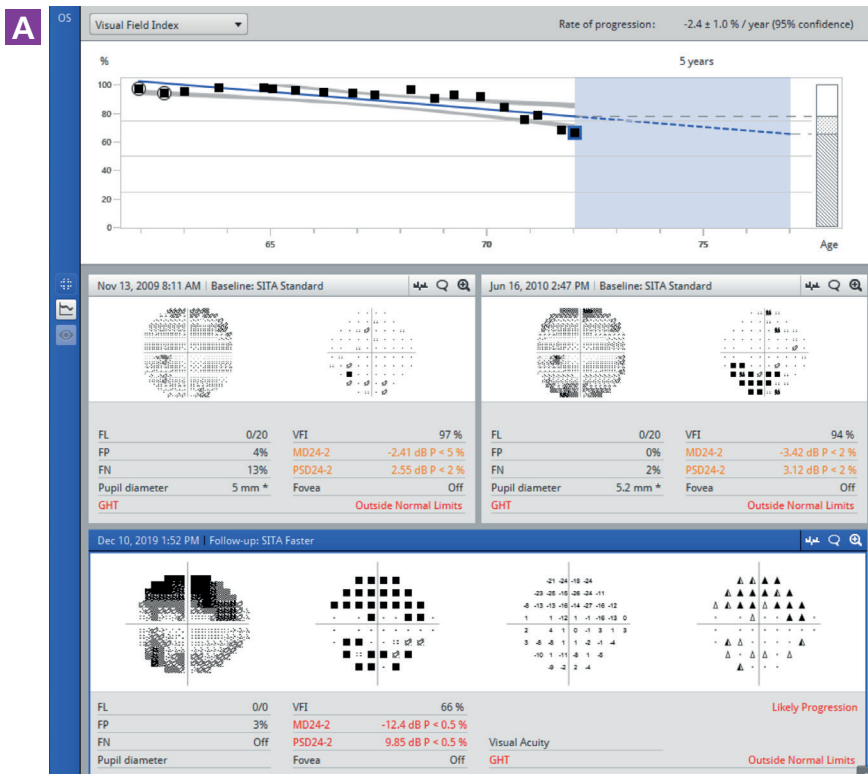 A
OS
Visual Field Index
Rate of progression: -2.4 ± 1.0 % / year (95% confidence)
%
5 years
100
80
60
40
20
0
65
70
75
Age
Nov 13, 2009 8:11 AM | Baseline: SITA Standard
FL 0/20 VFI 97 %
FP 4% MD24-2 -2.41 dB P < 5 %
FN 13% PSD24-2 2.55 dB P < 2 %
Pupil diameter 5 mm * Fovea Off
GHT Outside Normal Limits
Jun 16, 2010 2:47 PM | Baseline: SITA Standard
FL 0/20 VFI 94 %
FP 0% MD24-2 -3.42 dB P < 2 %
FN 2% PSD24-2 3.12 dB P < 2 %
Pupil diameter 5.2 mm * Fovea Off
GHT Outside Normal Limits
Dec 10, 2019 1:52 PM | Follow-up: SITA Faster
-21 -24 -18 -24
-23 -25 -15 -26 -24 -11
-8 -13 -13 -16 -14 -27 -16 -12
1 1 -12 1 -1 -16 -13 0
2 4 1 0 -1 3 1 3
3 -8 -8 1 1 -2 -1 -4
-10 1 -11 -8 1 -5
-9 -2 2 -4
FL 0/0 VFI 66 % Likely Progression
FP 3% MD24-2 -12.4 dB P < 0.5 %
FN Off PSD24-2 9.85 dB P < 0.5 % Visual Acuity
Pupil diameter Fovea Off GHT Outside Normal Limits